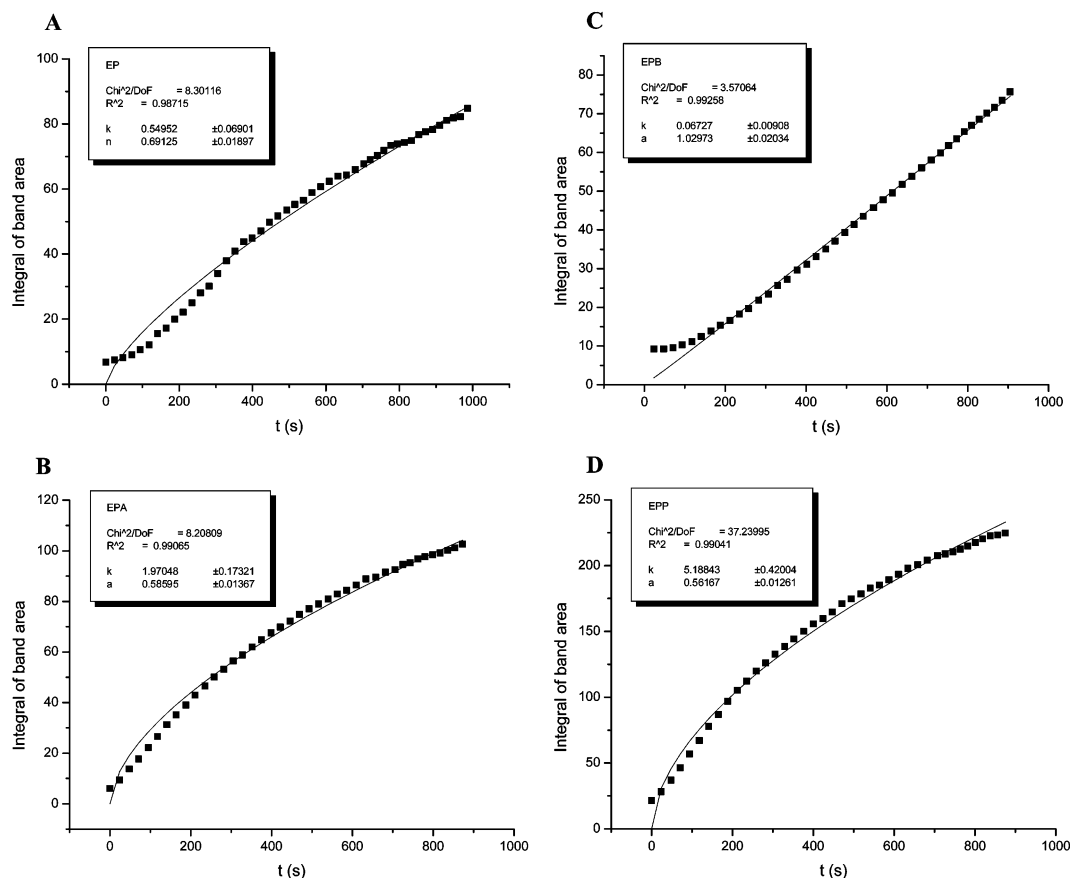 A
EP
Chi^2/DoF = 8.30116
R^2 = 0.98715
k 0.54952 ±0.06901
n 0.69125 ±0.01897
Integral of band area
100
80
60
40
20
0
0 200 400 600 800 1000
t (s)
C
EPB
Chi^2/DoF = 3.57064
R^2 = 0.99258
k 0.06727 ±0.00908
a 1.02973 ±0.02034
Integral of band area
80
70
60
50
40
30
20
10
0
0 200 400 600 800 1000
t (s)
B
EPA
Chi^2/DoF = 8.20809
R^2 = 0.99065
k 1.97048 ±0.17321
a 0.58595 ±0.01367
Integral of band area
120
100
80
60
40
20
0
0 200 400 600 800 1000
t (s)
D
EPP
Chi^2/DoF = 37.23995
R^2 = 0.99041
k 5.18843 ±0.42004
a 0.56167 ±0.01261
Integral of band area
250
200
150
100
50
0
0 200 400 600 800 1000
t (s)